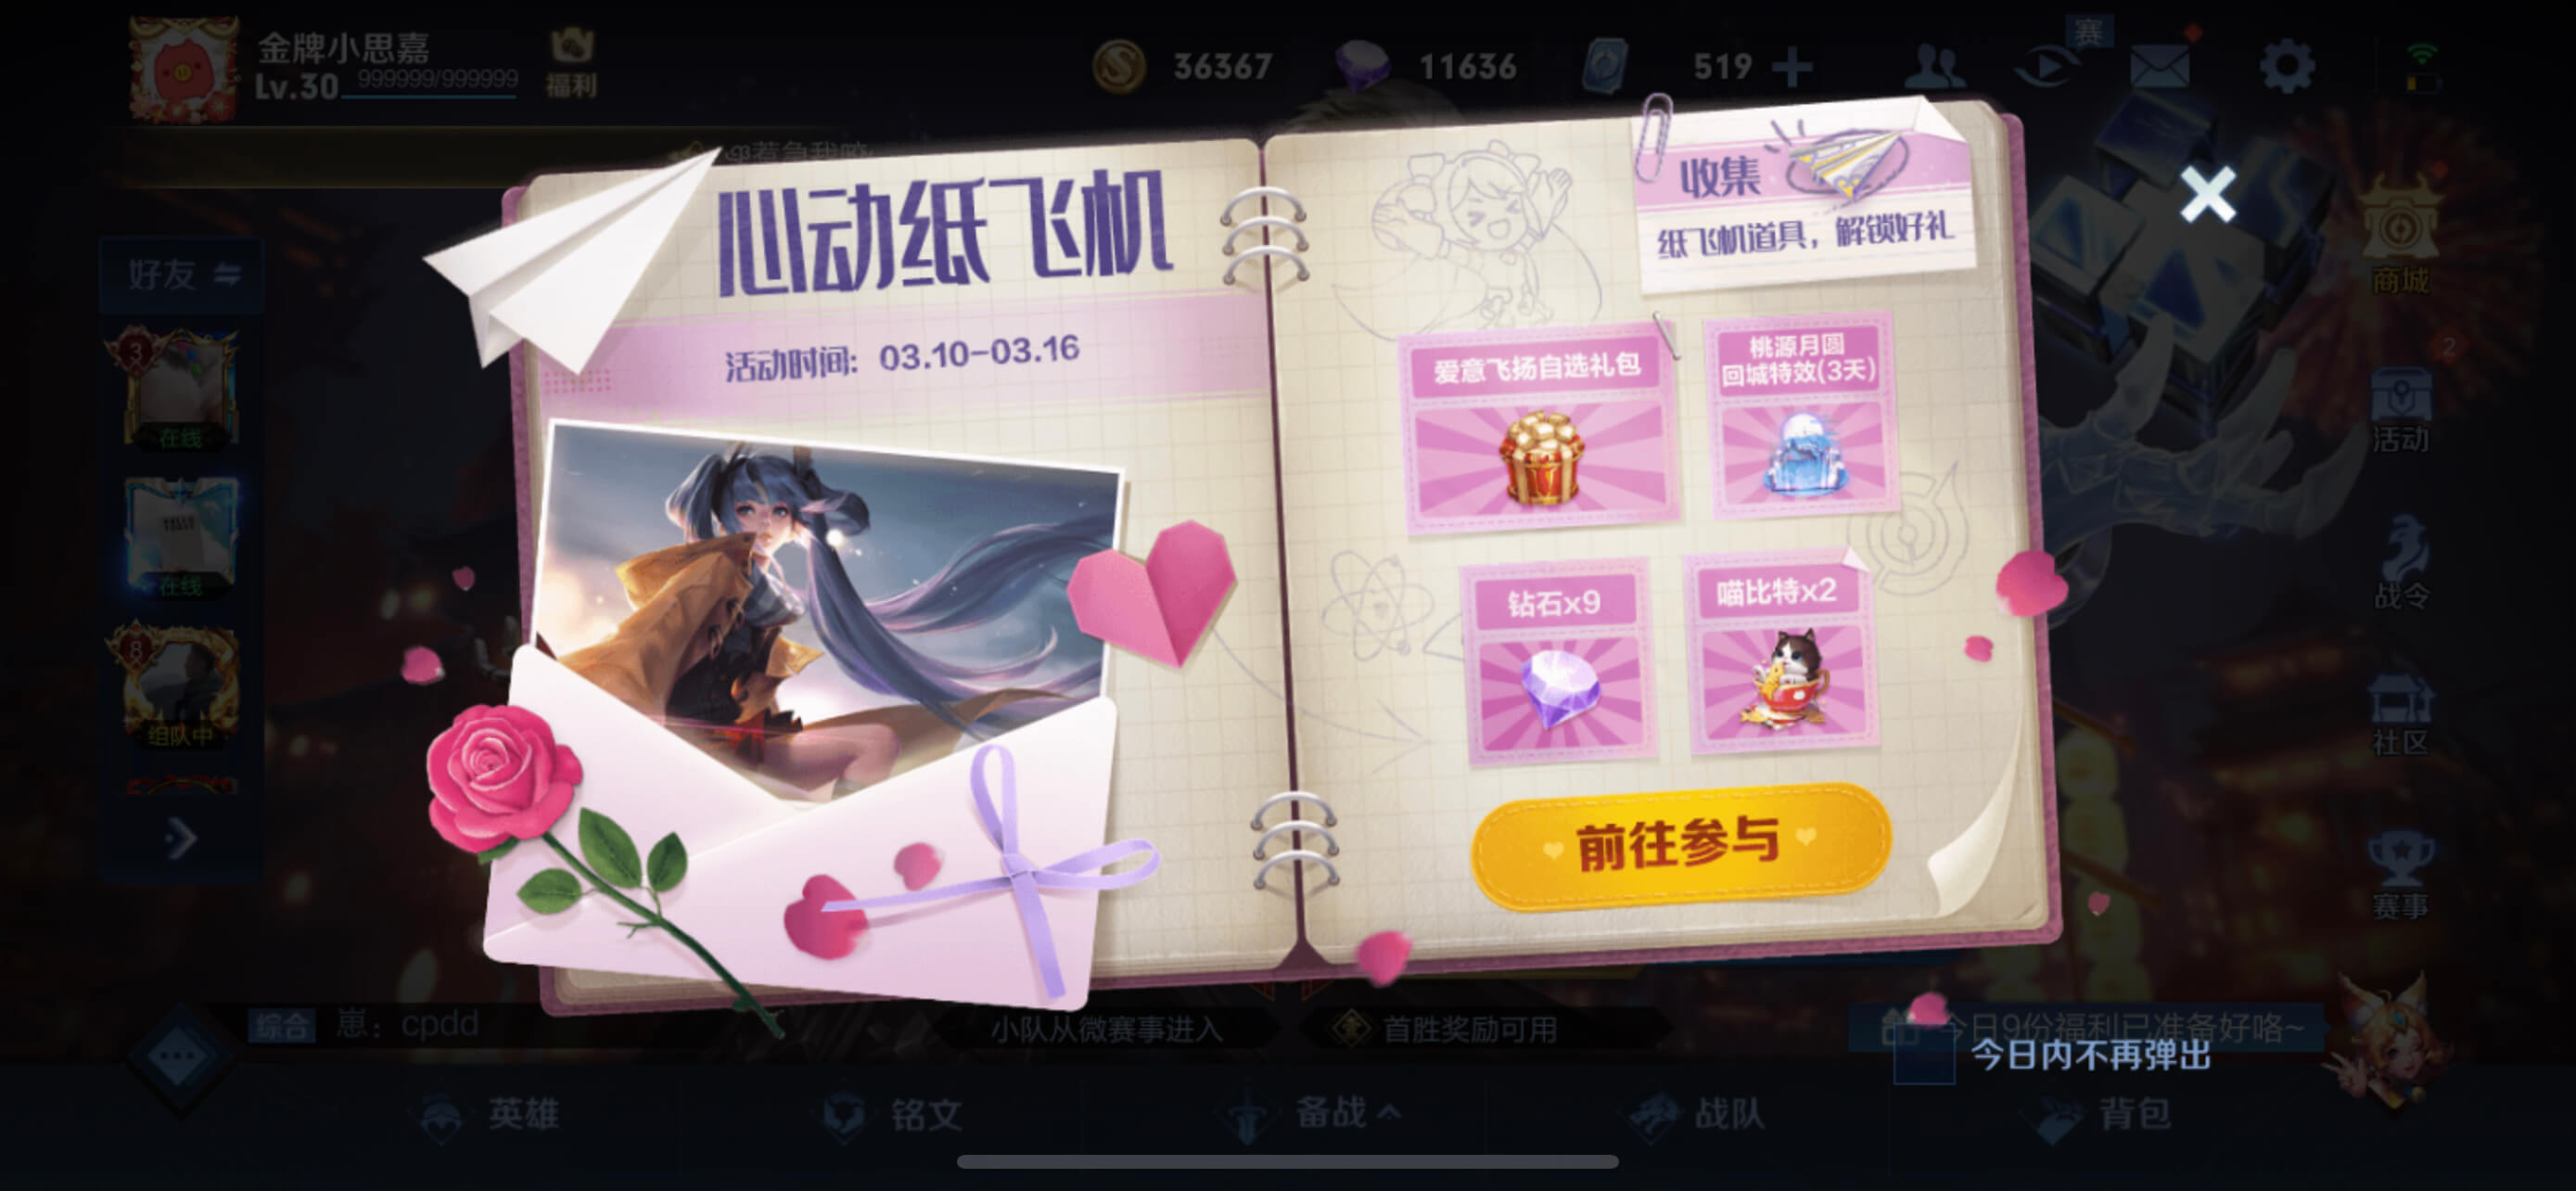 金牌小思嘉
Lv.30 999999/999999
福利
36367
11636
519
赛
惹急我咬
好友
3
在线
在线
8
组队中
心动纸飞机
活动时间: 03.10-03.16
收集
纸飞机道具，解锁好礼
爱意飞扬自选礼包
桃源月圆
回城特效(3天)
钻石x9
喵比特x2
前往参与
商城
2
活动
战令
社区
赛事
综合 崽: cpdd
小队从微赛事进入
首胜奖励可用
今日9份福利已准备好咯~
今日内不再弹出
英雄
铭文
备战
战队
背包